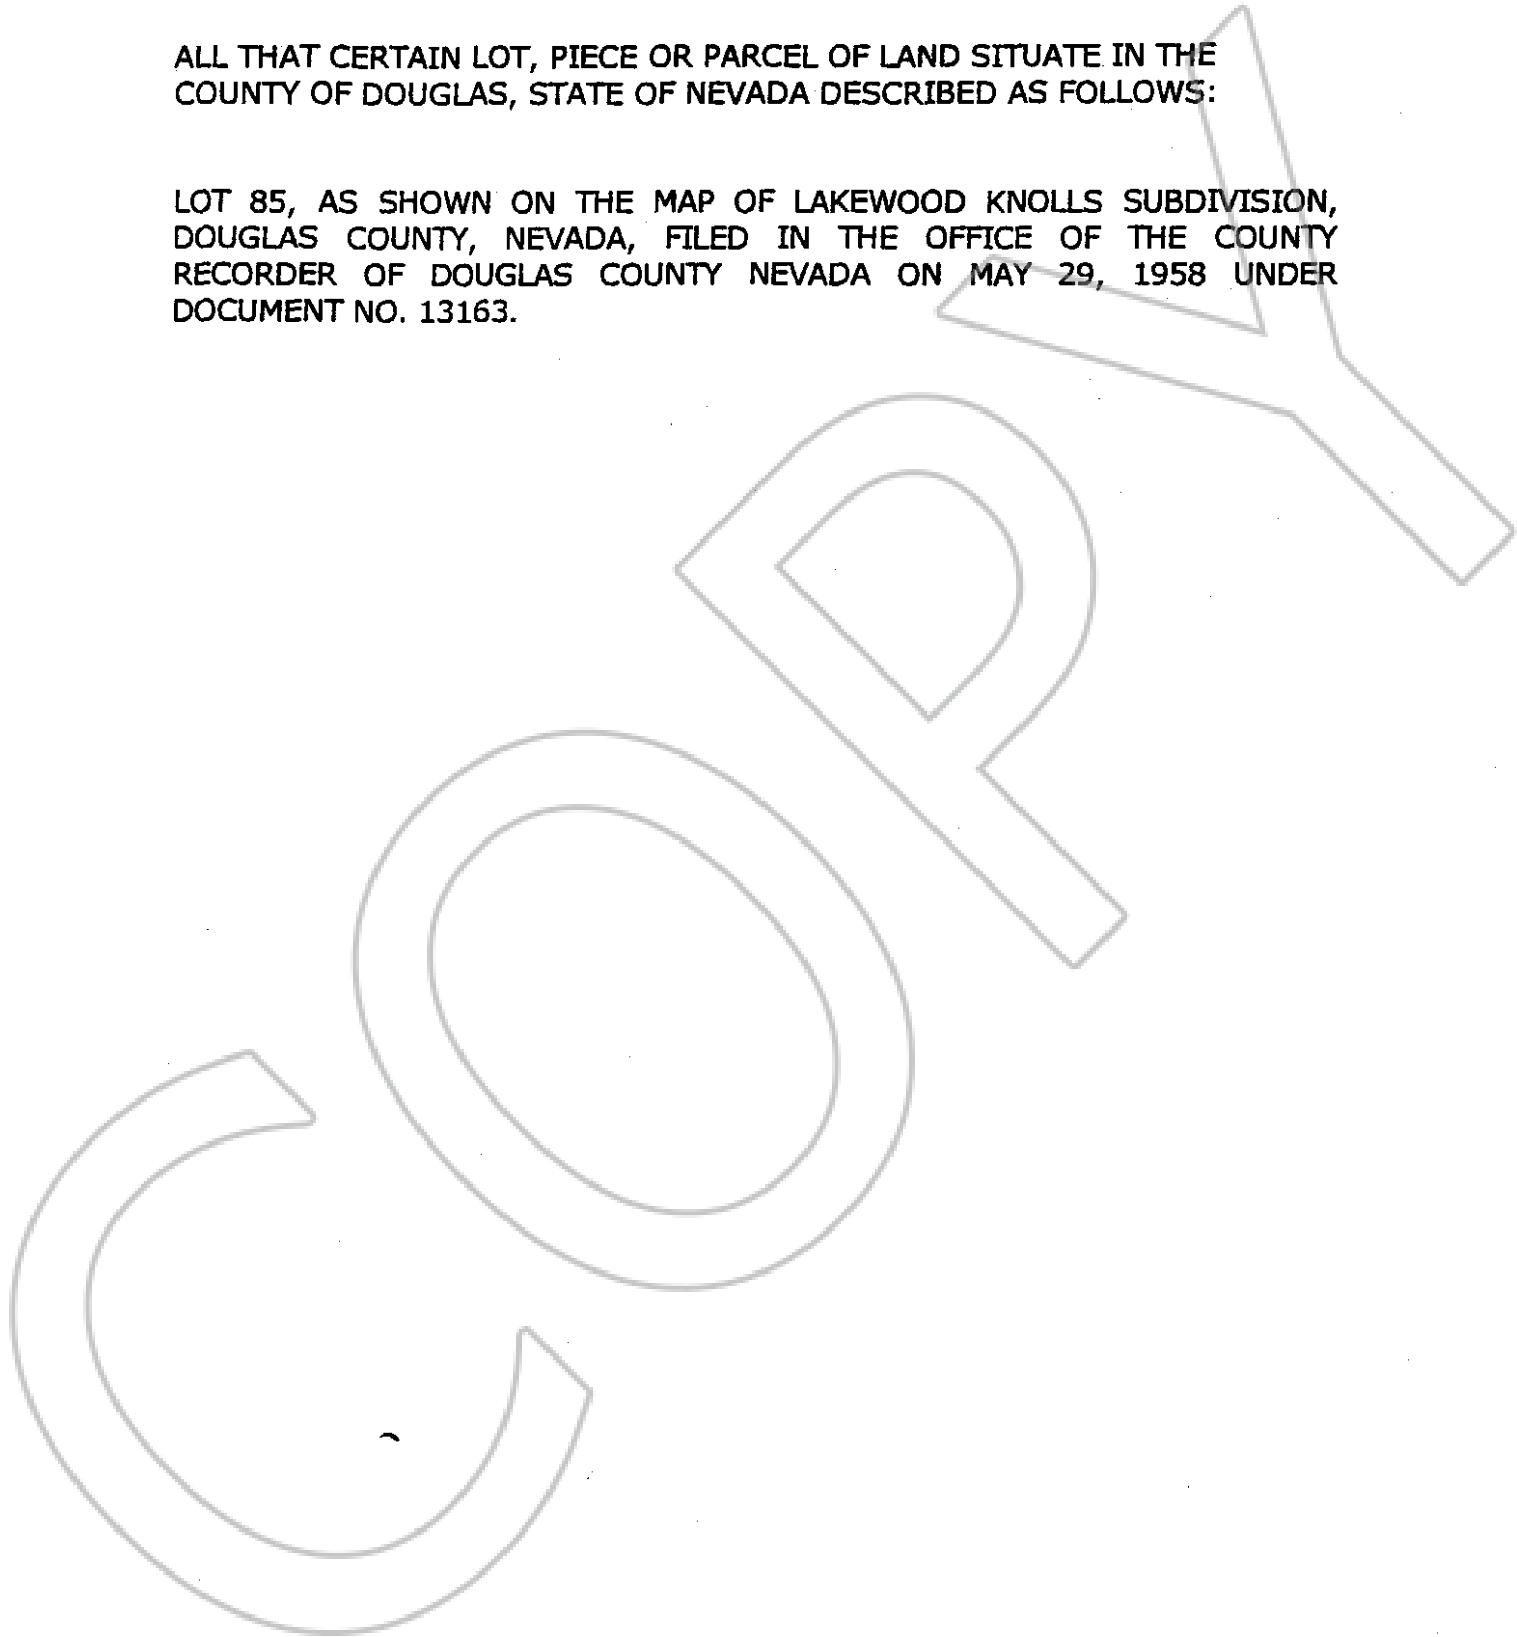 ALL THAT CERTAIN LOT, PIECE OR PARCEL OF LAND SITUATE IN THE
COUNTY OF DOUGLAS, STATE OF NEVADA DESCRIBED AS FOLLOWS:
LOT 85, AS SHOWN ON THE MAP OF LAKEWOOD KNOLLS SUBDIVISION,
DOUGLAS COUNTY, NEVADA, FILED IN THE OFFICE OF THE COUNTY
RECORDER OF DOUGLAS COUNTY NEVADA ON MAY 29, 1958 UNDER
DOCUMENT NO. 13163.
COPY